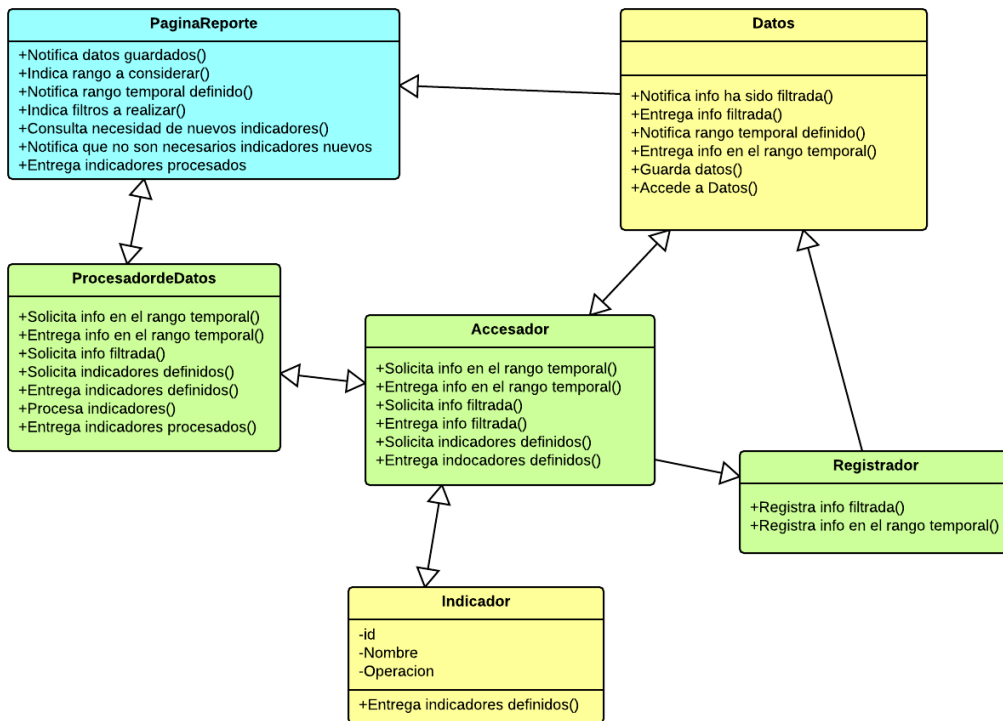 PaginaReporte
+Notifica datos guardados()
+Indica rango a considerar()
+Notifica rango temporal definido()
+Indica filtros a realizar()
+Consulta necesidad de nuevos indicadores()
+Notifica que no son necesarios indicadores nuevos
+Entrega indicadores procesados
Datos
+Notifica info ha sido filtrada()
+Entrega info filtrada()
+Notifica rango temporal definido()
+Entrega info en el rango temporal()
+Guarda datos()
+Accede a Datos()
ProcesadordeDatos
+Solicita info en el rango temporal()
+Entrega info en el rango temporal()
+Solicita info filtrada()
+Solicita indicadores definidos()
+Entrega indicadores definidos()
+Procesa indicadores()
+Entrega indicadores procesados()
Accesador
+Solicita info en el rango temporal()
+Entrega info en el rango temporal()
+Solicita info filtrada()
+Entrega info filtrada()
+Solicita indicadores definidos()
+Entrega indocadores definidos()
Registrador
+Registra info filtrada()
+Registra info en el rango temporal()
Indicador
-id
-Nombre
-Operacion
+Entrega indicadores definidos()